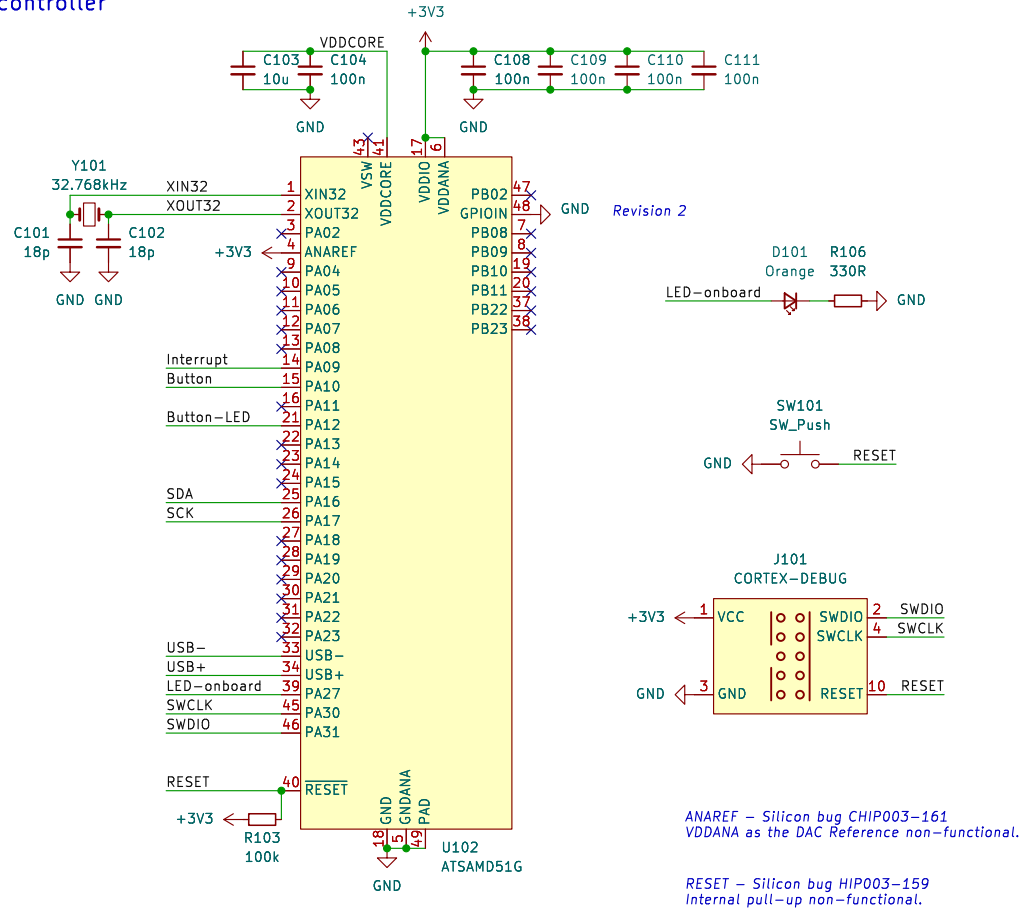 controller
+3V3
VDDCORE
C103
10u
C104
100n
C108
100n
C109
100n
C110
100n
C111
100n
GND
GND
43
41
17
6
VSW
VDDCORE
VDDIO
VDDANA
Y101
32.768kHz
XIN32
XOUT32
C101
18p
C102
18p
GND
GND
+3V3
1 XIN32
2 XOUT32
3 PA02
4 ANAREF
9 PA04
10 PA05
11 PA06
12 PA07
13 PA08
Interrupt 14 PA09
Button 15 PA10
16 PA11
Button-LED 21 PA12
22 PA13
23 PA14
24 PA15
SDA 25 PA16
SCK 26 PA17
27 PA18
28 PA19
29 PA20
30 PA21
31 PA22
32 PA23
USB- 33 USB-
USB+ 34 USB+
LED-onboard 39 PA27
SWCLK 45 PA30
SWDIO 46 PA31
RESET 40 RESET
+3V3
R103
100k
PB02 47
GPIOIN 48 GND
PB08 7
PB09 8
PB10 19
PB11 20
PB22 37
PB23 38
GND
GNDANA
PAD
18
5
49
GND
U102
ATSAMD51G
Revision 2
D101
Orange
R106
330R
LED-onboard
GND
SW101
SW_Push
GND
RESET
J101
CORTEX-DEBUG
+3V3 1 VCC
SWDIO 2 SWDIO
SWCLK 4 SWCLK
GND 3 GND
RESET 10 RESET
ANAREF - Silicon bug CHIP003-161
VDDANA as the DAC Reference non-functional.
RESET - Silicon bug HIP003-159
Internal pull-up non-functional.